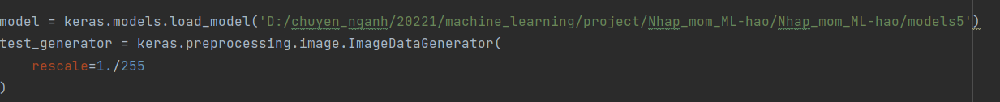 model = keras.models.load_model('D:/chuyen_nganh/20221/machine_learning/project/Nhap_mom_ML-hao/Nhap_mom_ML-hao/models5')
test_generator = keras.preprocessing.image.ImageDataGenerator(
    rescale=1./255
)